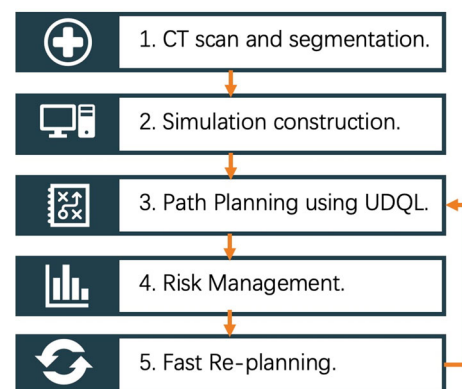 1. CT scan and segmentation.
2. Simulation construction.
3. Path Planning using UDQL.
4. Risk Management.
5. Fast Re-planning.